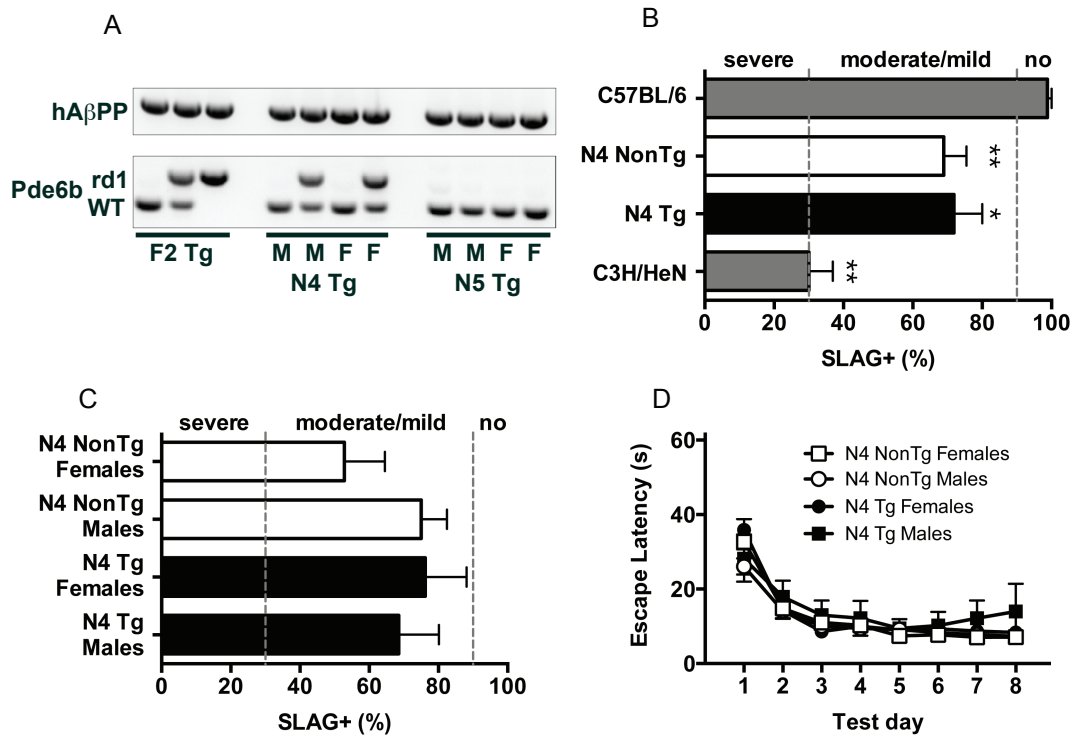 A
hAβPP
Pde6b rd1
WT
F2 Tg
M M F F
N4 Tg
M M F F
N5 Tg
B
severe moderate/mild no
C57BL/6
N4 NonTg **
N4 Tg *
C3H/HeN **
0 20 40 60 80 100
SLAG+ (%)
C
severe moderate/mild no
N4 NonTg
Females
N4 NonTg
Males
N4 Tg
Females
N4 Tg
Males
0 20 40 60 80 100
SLAG+ (%)
D
Escape Latency (s)
60
40
20
0
N4 NonTg Females
N4 NonTg Males
N4 Tg Females
N4 Tg Males
1 2 3 4 5 6 7 8
Test day